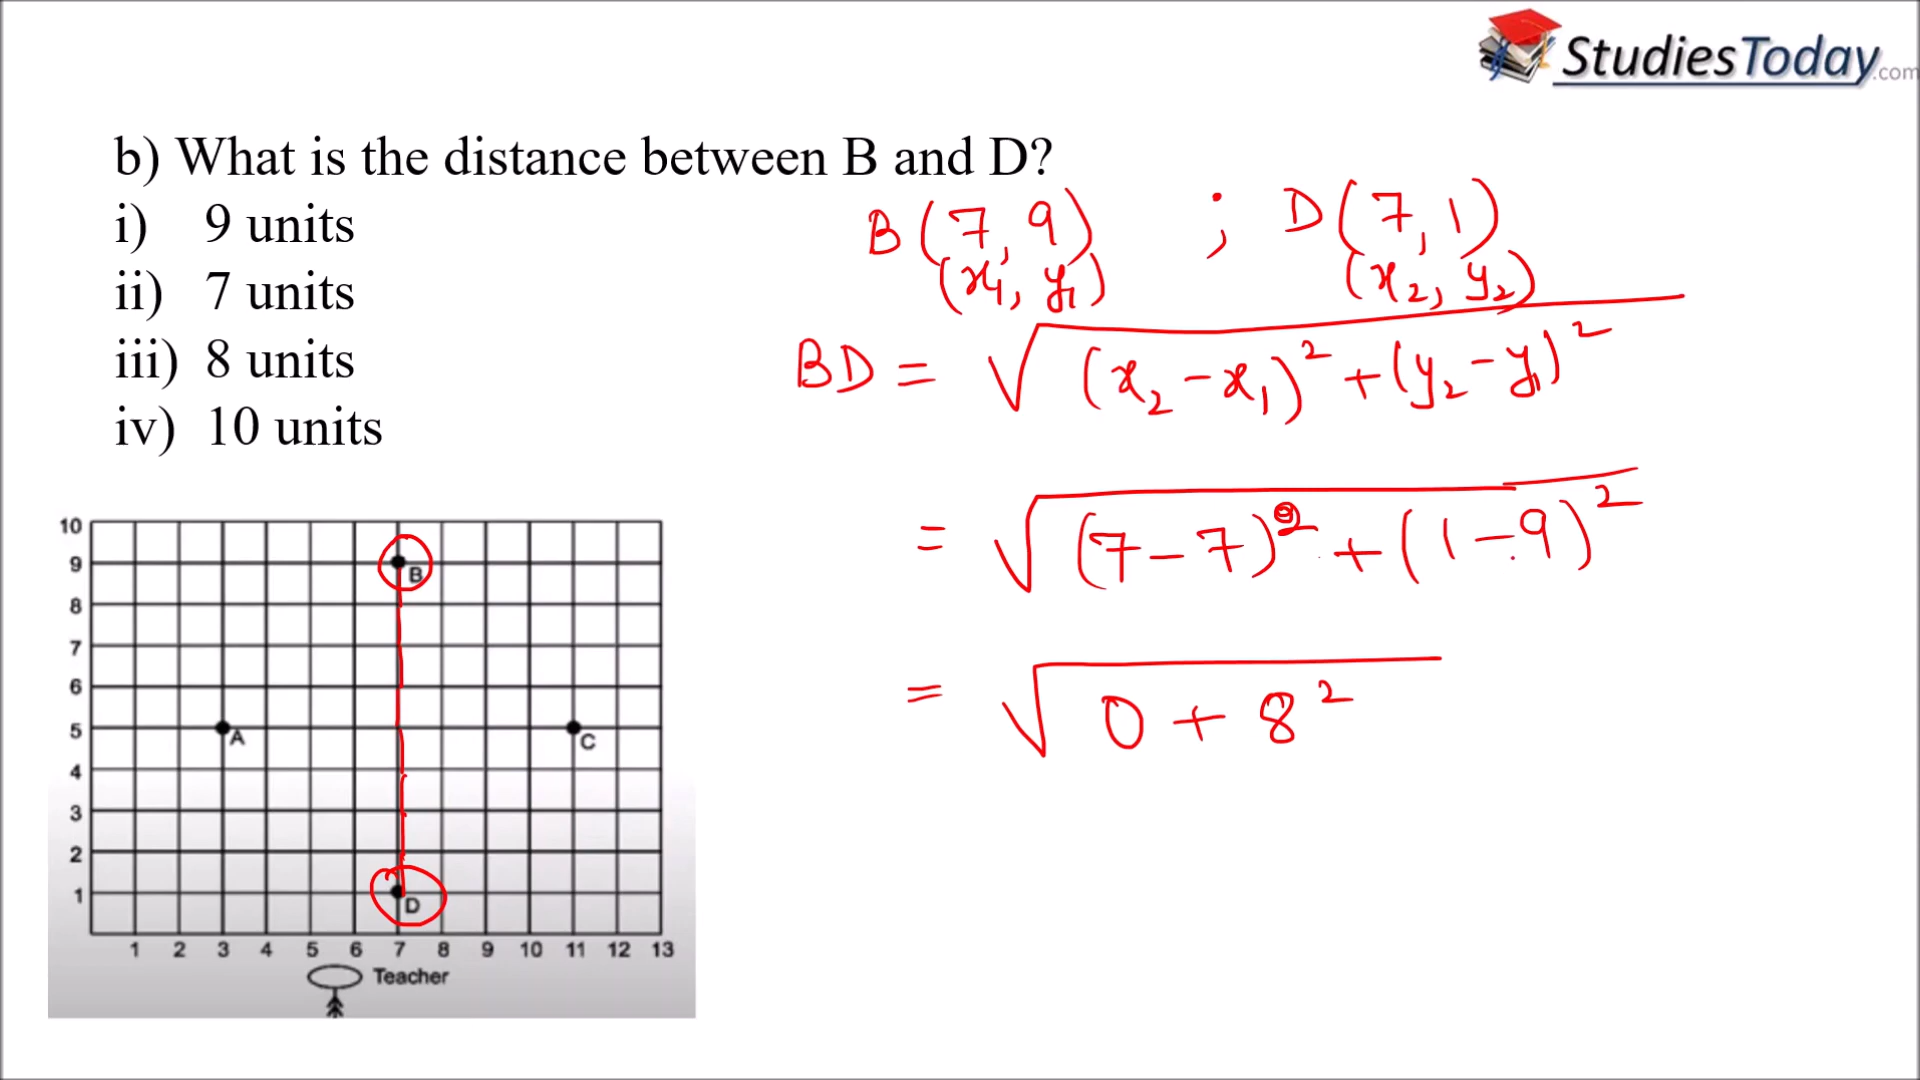 StudiesToday.com
b) What is the distance between B and D?
i) 9 units
ii) 7 units
iii) 8 units
iv) 10 units
B(7, 9) ; D(7, 1)
(x₁, y₁) (x₂, y₂)
BD = √((x₂ - x₁)² + (y₂ - y₁)²)
= √((7 - 7)² + (1 - 9)²)
= √(0 + 8²)
10
9 B
8
7
6
5 A C
4
3
2
1 D
1 2 3 4 5 6 7 8 9 10 11 12 13
Teacher